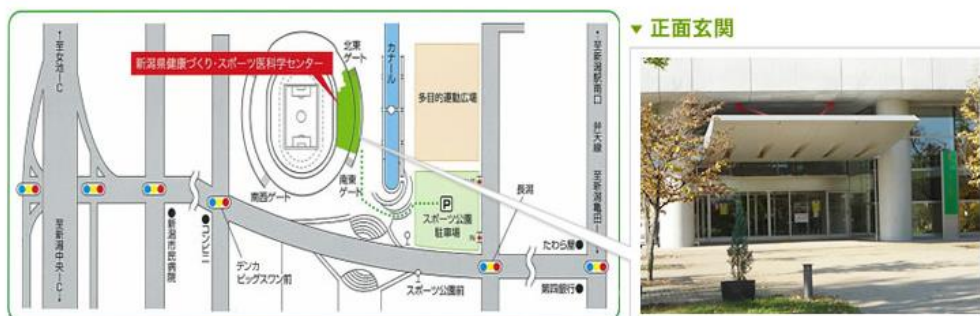 ▼ 正面玄関
↑至女池IC
北東
ゲート
カナール
新潟県健康づくり・スポーツ医科学センター
多目的運動広場
↑至新潟駅南口
弁天線
至新潟亀田IC↓
南東
ゲート
南西ゲート
長潟
P
スポーツ公園
駐車場
IN
●新潟市民病院
●コンビニ
至新潟中央IC↓
デンカ
ビッグスワン前
スポーツ公園前
たわら屋●
第四銀行●